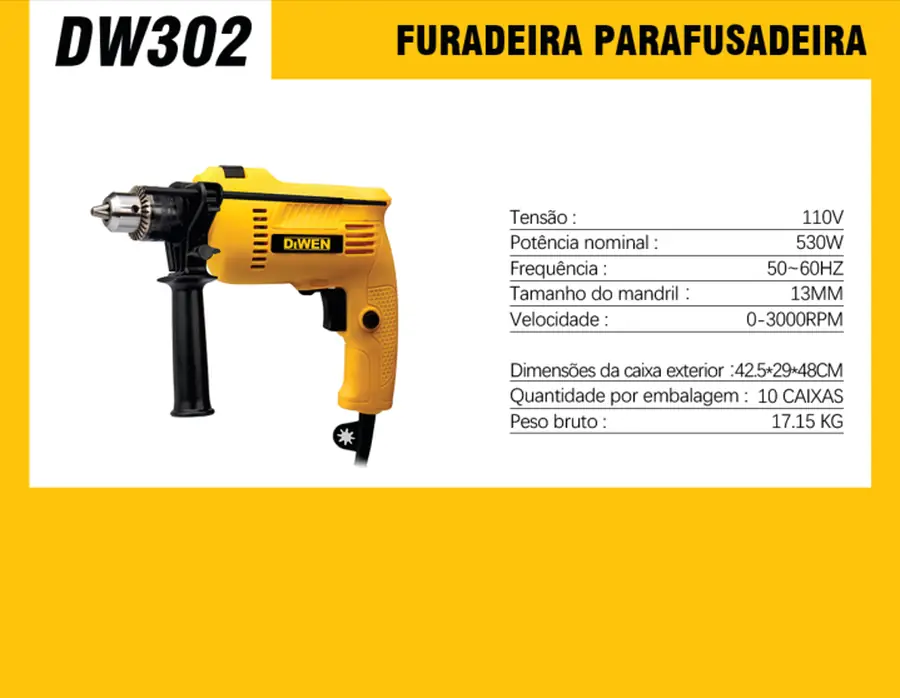 DW302
FURADEIRA PARAFUSADEIRA
DiWEN
Tensão : 110V
Potência nominal : 530W
Frequência : 50~60HZ
Tamanho do mandril : 13MM
Velocidade : 0-3000RPM
Dimensões da caixa exterior :42.5*29*48CM
Quantidade por embalagem : 10 CAIXAS
Peso bruto : 17.15 KG